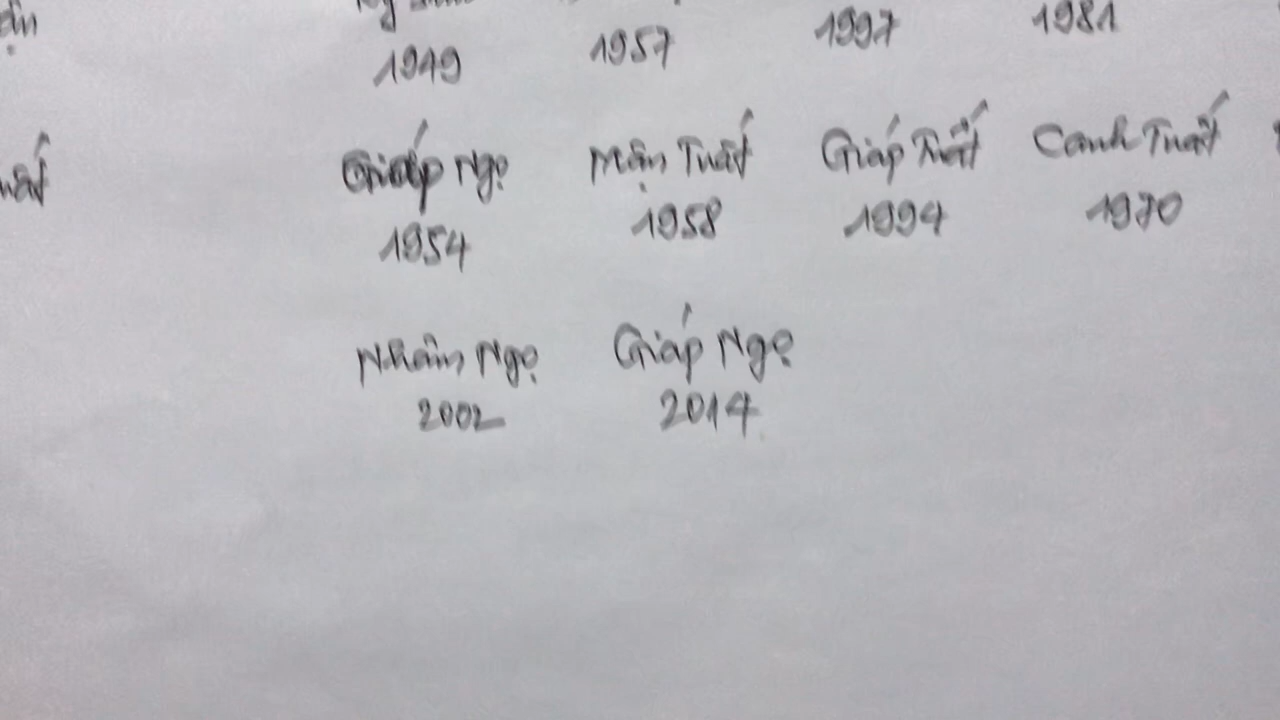 1949 1957 1997 1981
Giáp Ngọ Mậu Tuất Giáp Tuất Canh Tuất
1954 1958 1994 1970
Nhâm Ngọ Giáp Ngọ
2002 2014